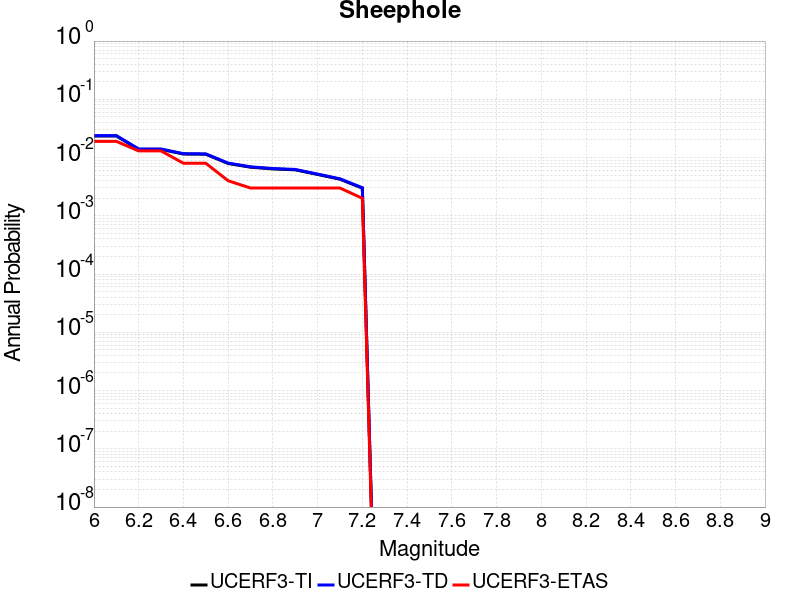 Sheephole
10^0
10^-1
10^-2
10^-3
10^-4
10^-5
10^-6
10^-7
10^-8
Annual Probability
6 6.2 6.4 6.6 6.8 7 7.2 7.4 7.6 7.8 8 8.2 8.4 8.6 8.8 9
Magnitude
UCERF3-TI UCERF3-TD UCERF3-ETAS